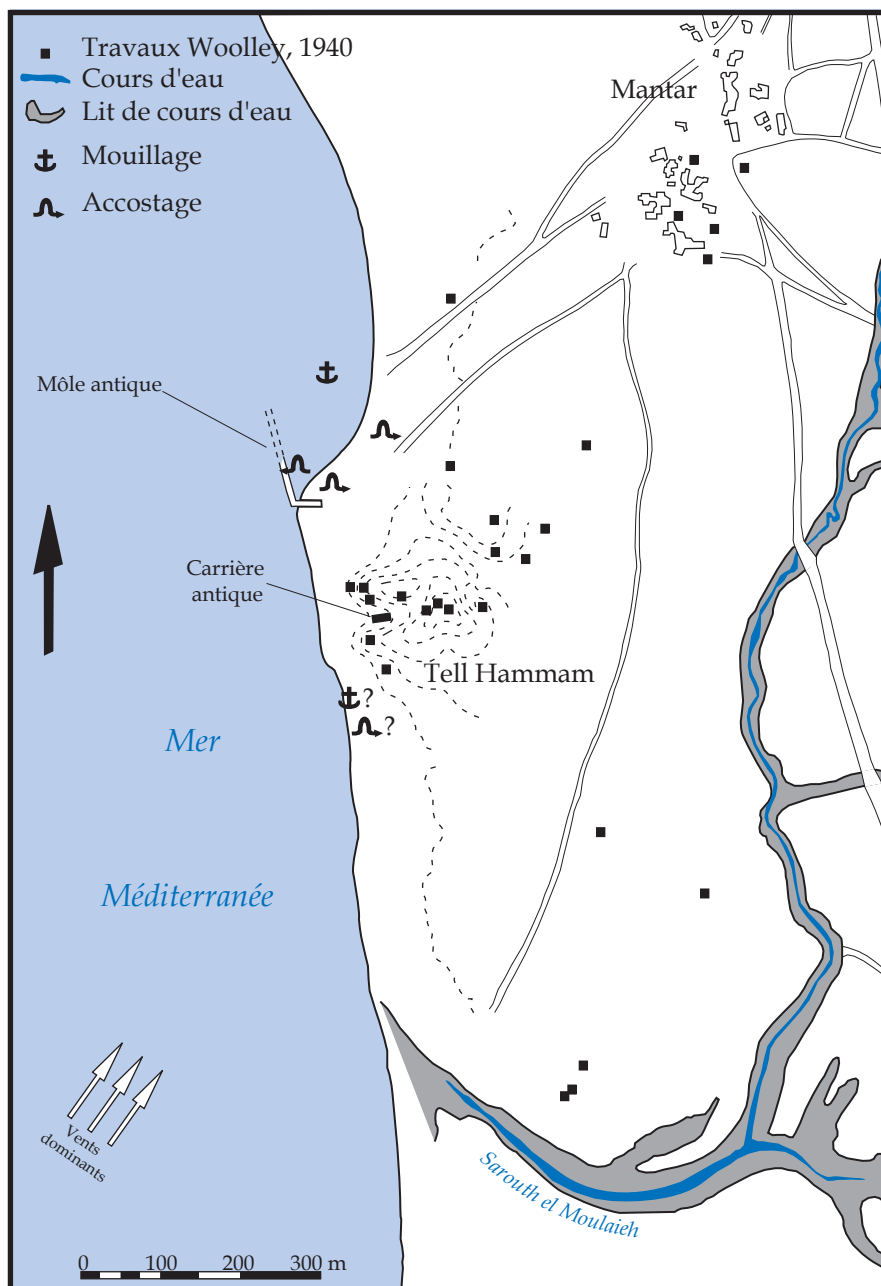 Travaux Woolley, 1940
Cours d'eau
Lit de cours d'eau
Mouillage
Accostage
Mantar
Môle antique
Carrière
antique
Tell Hammam
?
?
Mer
Méditerranée
Vents
dominants
Sarouth el Moulaieh
0 100 200 300 m